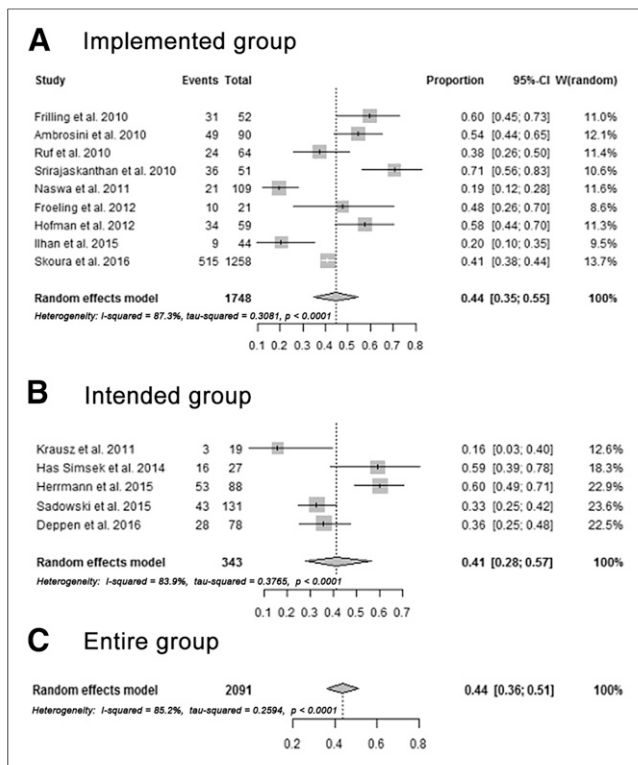 A Implemented group
Study Events Total Proportion 95%-CI W(random)
Frilling et al. 2010 31 52 0.60 [0.45; 0.73] 11.0%
Ambrosini et al. 2010 49 90 0.54 [0.44; 0.65] 12.1%
Ruf et al. 2010 24 64 0.38 [0.26; 0.50] 11.4%
Srirajaskanthan et al. 2010 36 51 0.71 [0.56; 0.83] 10.6%
Naswa et al. 2011 21 109 0.19 [0.12; 0.28] 11.6%
Froeling et al. 2012 10 21 0.48 [0.26; 0.70] 8.6%
Hofman et al. 2012 34 59 0.58 [0.44; 0.70] 11.3%
Ilhan et al. 2015 9 44 0.20 [0.10; 0.35] 9.5%
Skoura et al. 2016 515 1258 0.41 [0.38; 0.44] 13.7%
Random effects model 1748 0.44 [0.35; 0.55] 100%
Heterogeneity: I-squared = 87.3%, tau-squared = 0.3081, p < 0.0001
0.1 0.2 0.3 0.4 0.5 0.6 0.7 0.8
B Intended group
Krausz et al. 2011 3 19 0.16 [0.03; 0.40] 12.6%
Has Simsek et al. 2014 16 27 0.59 [0.39; 0.78] 18.3%
Herrmann et al. 2015 53 88 0.60 [0.49; 0.71] 22.9%
Sadowski et al. 2015 43 131 0.33 [0.25; 0.42] 23.6%
Deppen et al. 2016 28 78 0.36 [0.25; 0.48] 22.5%
Random effects model 343 0.41 [0.28; 0.57] 100%
Heterogeneity: I-squared = 83.9%, tau-squared = 0.3765, p < 0.0001
0.1 0.2 0.3 0.4 0.5 0.6 0.7
C Entire group
Random effects model 2091 0.44 [0.36; 0.51] 100%
Heterogeneity: I-squared = 85.2%, tau-squared = 0.2594, p < 0.0001
0.2 0.4 0.6 0.8